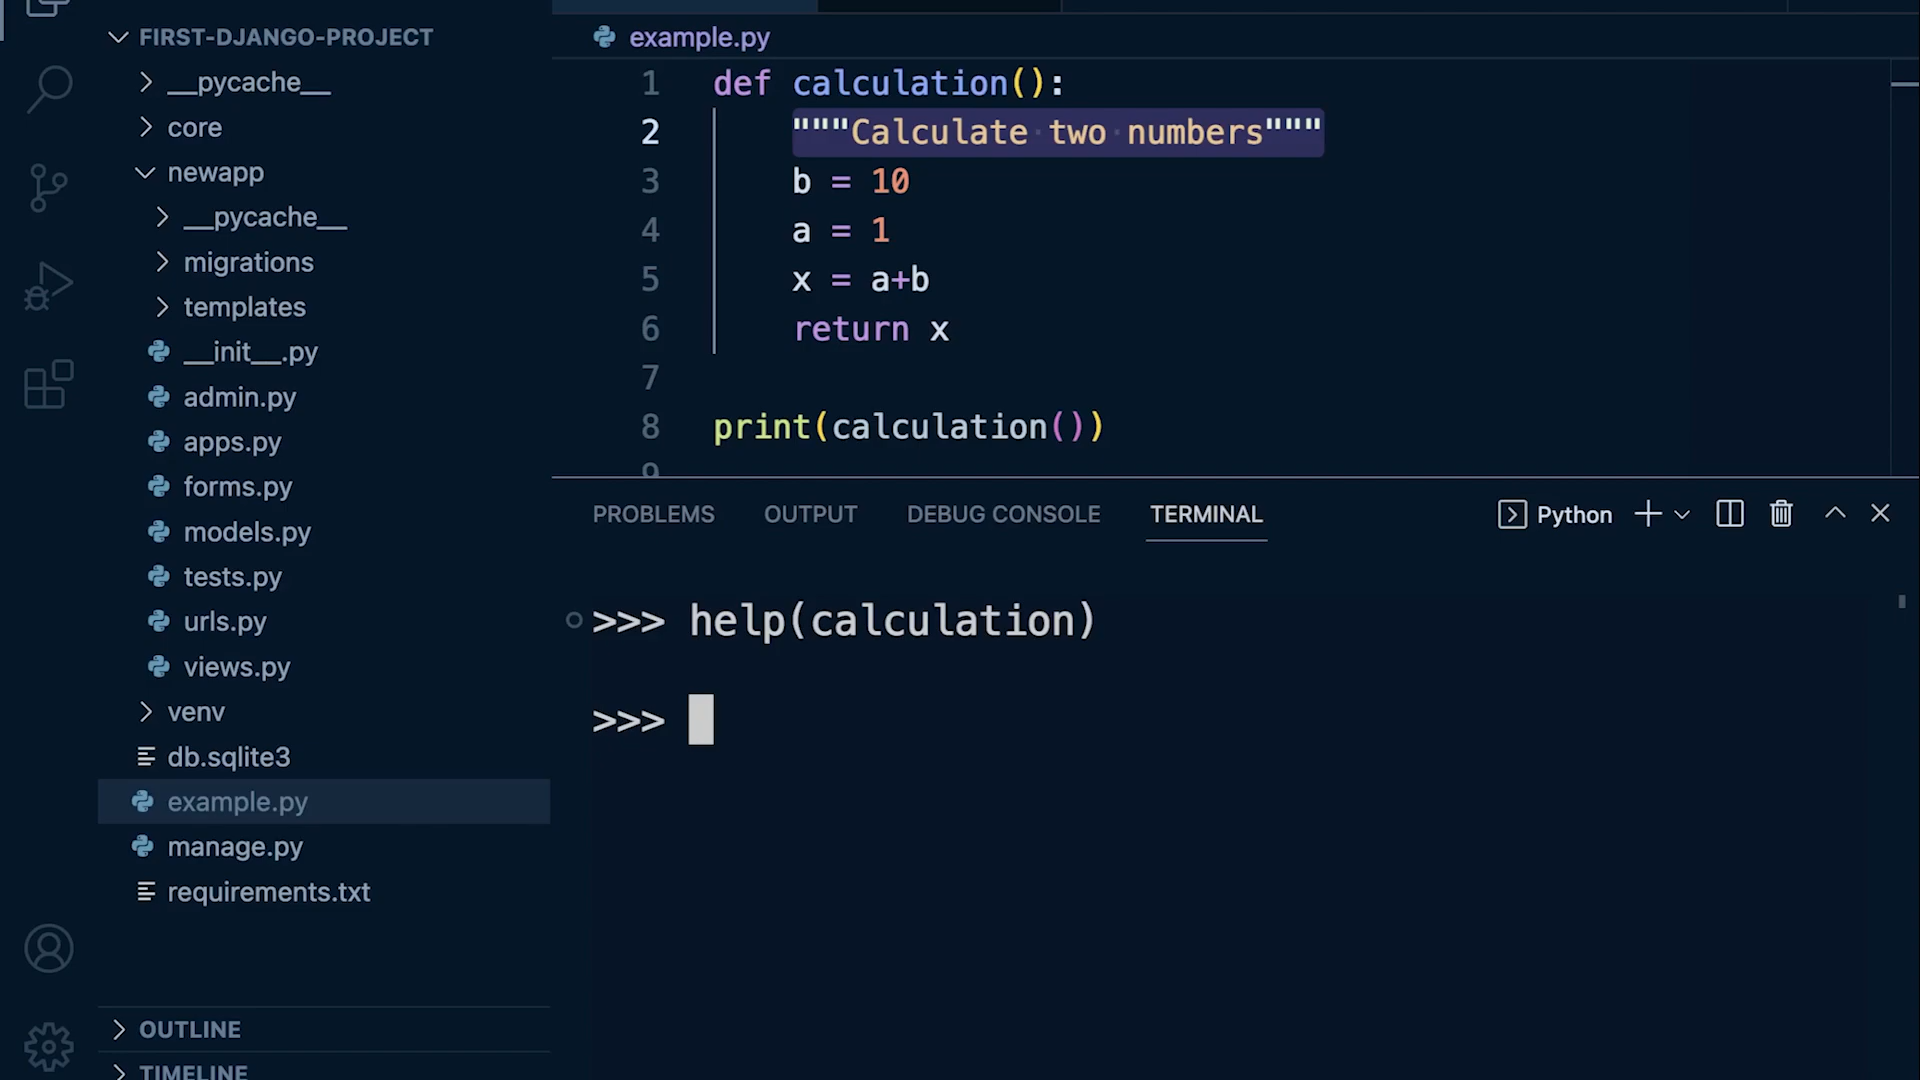 FIRST-DJANGO-PROJECT
__pycache__
core
newapp
__pycache__
migrations
templates
__init__.py
admin.py
apps.py
forms.py
models.py
tests.py
urls.py
views.py
venv
db.sqlite3
example.py
manage.py
requirements.txt
OUTLINE
TIMELINE
example.py
1 def calculation():
2 """Calculate two numbers"""
3 b = 10
4 a = 1
5 x = a+b
6 return x
7
8 print(calculation())
9
PROBLEMS OUTPUT DEBUG CONSOLE TERMINAL Python
>>> help(calculation)
>>>